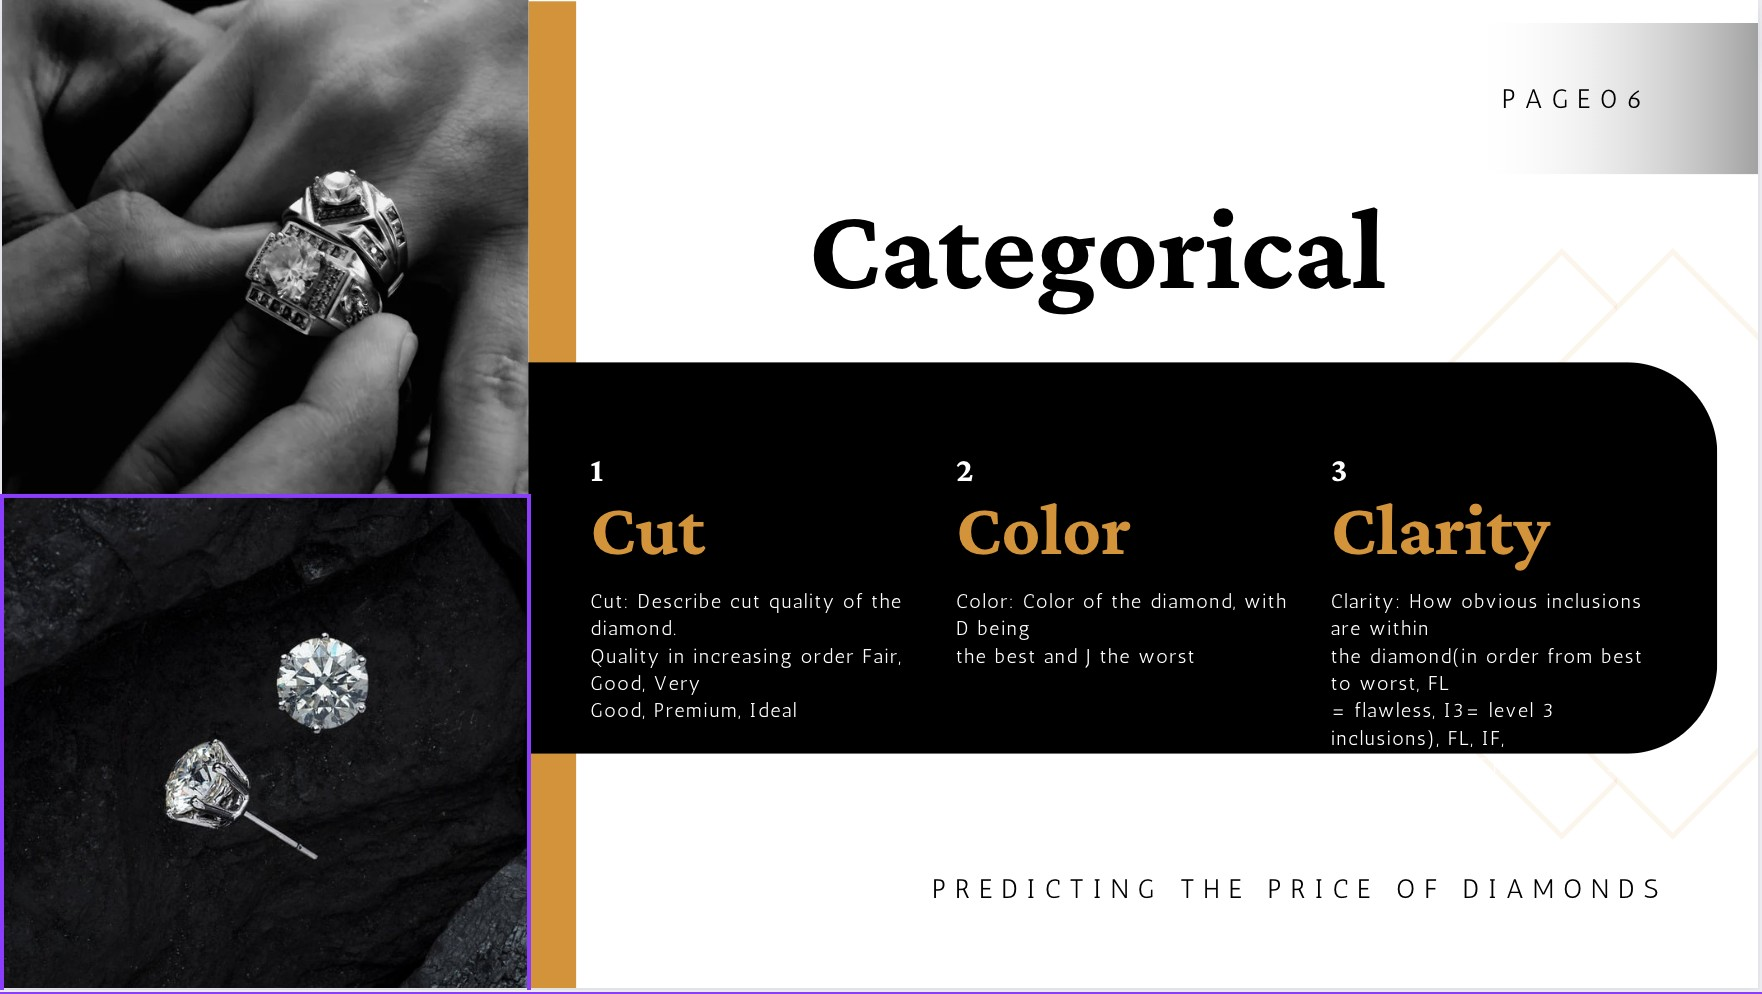 PAGE06
Categorical
1
Cut
Cut: Describe cut quality of the
diamond.
Quality in increasing order Fair,
Good, Very
Good, Premium, Ideal
2
Color
Color: Color of the diamond, with
D being
the best and J the worst
3
Clarity
Clarity: How obvious inclusions
are within
the diamond(in order from best
to worst, FL
= flawless, I3= level 3
inclusions), FL, IF,
PREDICTING THE PRICE OF DIAMONDS